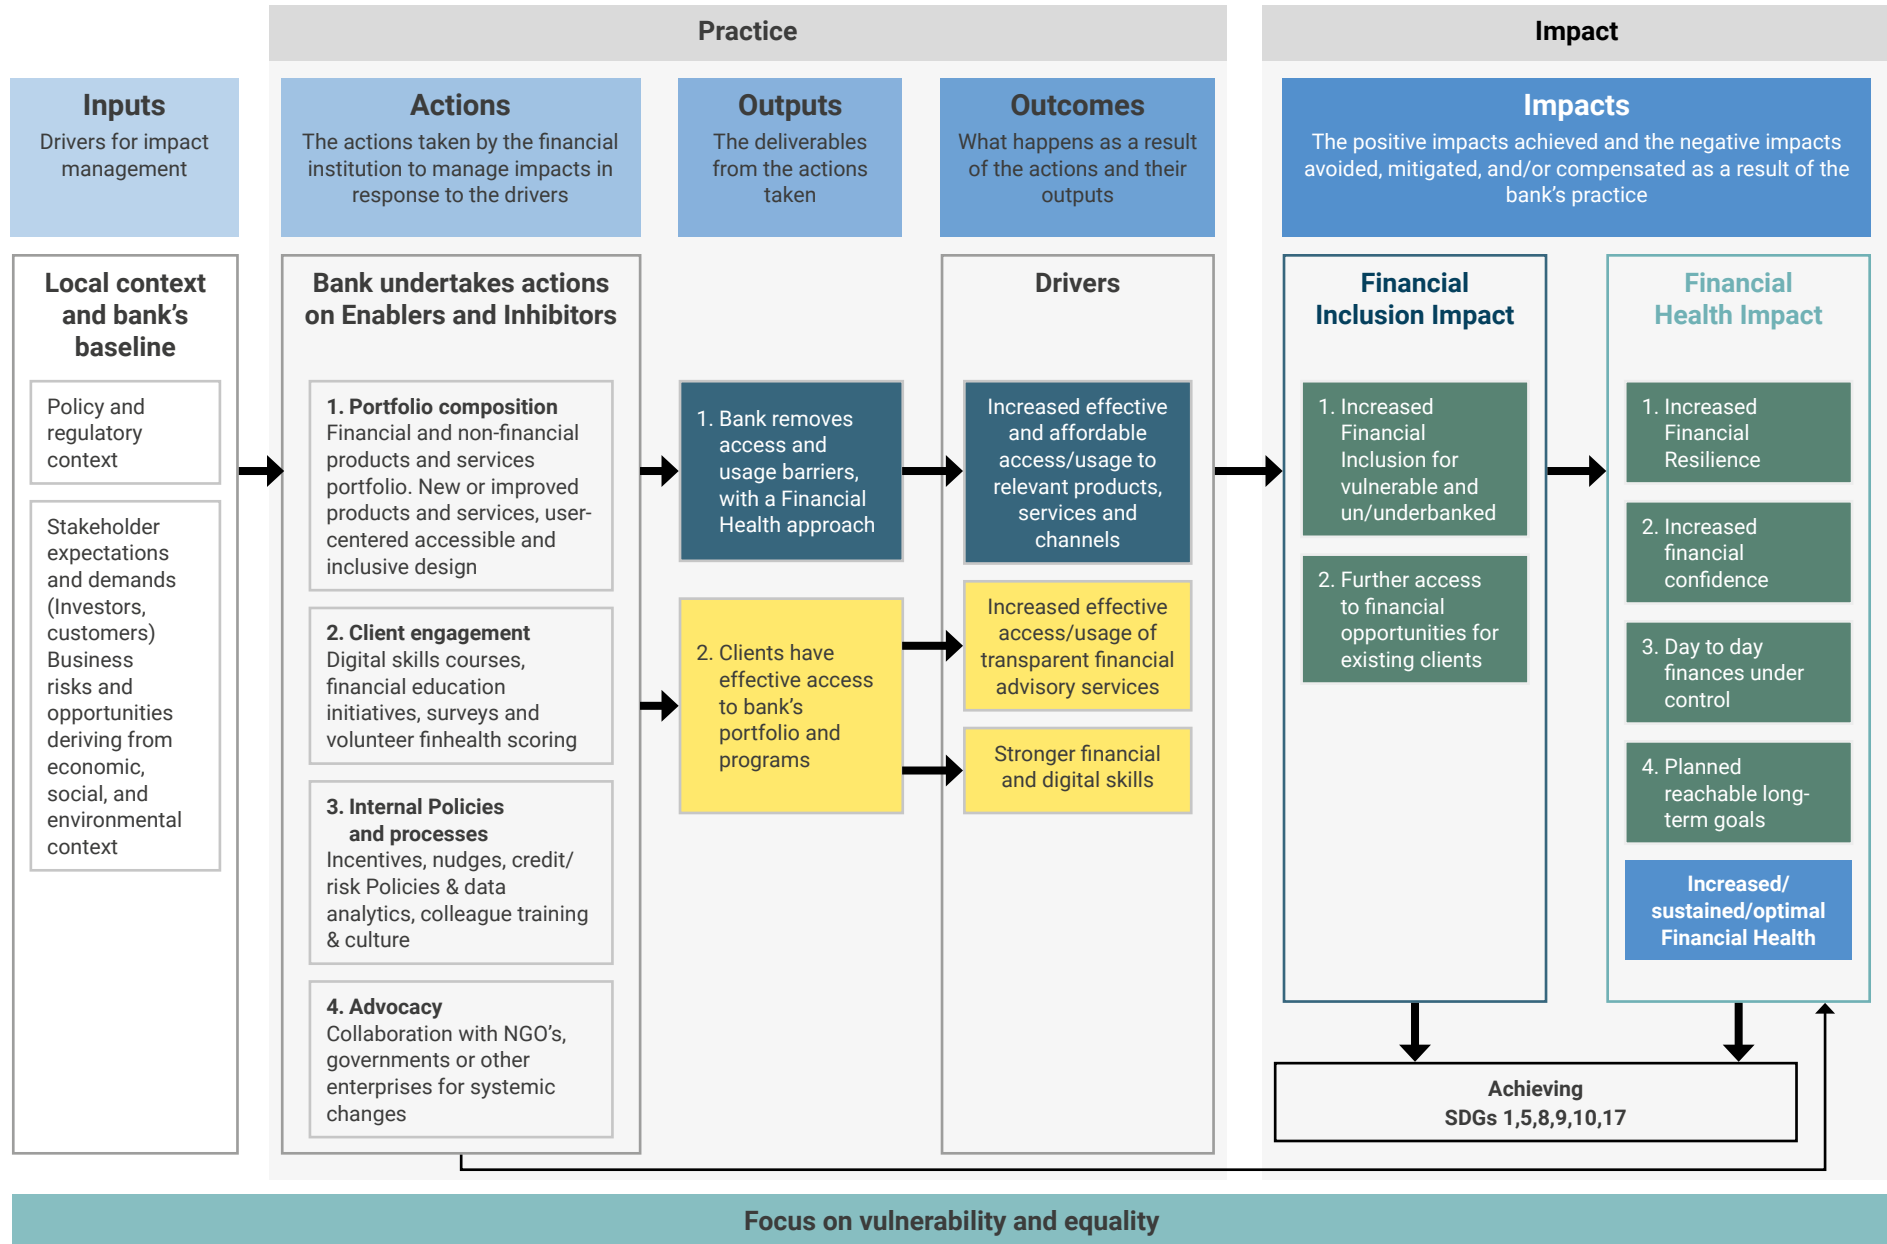 Practice
Impact
Inputs
Drivers for impact
management
Actions
The actions taken by the financial
institution to manage impacts in
response to the drivers
Outputs
The deliverables
from the actions
taken
Outcomes
What happens as a result
of the actions and their
outputs
Impacts
The positive impacts achieved and the negative impacts
avoided, mitigated, and/or compensated as a result of the
bank's practice
Local context
and bank's
baseline
Policy and
regulatory
context
Stakeholder
expectations
and demands
(Investors,
customers)
Business
risks and
opportunities
deriving from
economic,
social, and
environmental
context
Bank undertakes actions
on Enablers and Inhibitors
1. Portfolio composition
Financial and non-financial
products and services
portfolio. New or improved
products and services, user-
centered accessible and
inclusive design
2. Client engagement
Digital skills courses,
financial education
initiatives, surveys and
volunteer finhealth scoring
3. Internal Policies
and processes
Incentives, nudges, credit/
risk Policies & data
analytics, colleague training
& culture
4. Advocacy
Collaboration with NGO's,
governments or other
enterprises for systemic
changes
1. Bank removes
access and
usage barriers,
with a Financial
Health approach
2. Clients have
effective access
to bank's
portfolio and
programs
Drivers
Increased effective
and affordable
access/usage to
relevant products,
services and
channels
Increased effective
access/usage of
transparent financial
advisory services
Stronger financial
and digital skills
Financial
Inclusion Impact
1. Increased
Financial
Inclusion for
vulnerable and
un/underbanked
2. Further access
to financial
opportunities for
existing clients
Financial
Health Impact
1. Increased
Financial
Resilience
2. Increased
financial
confidence
3. Day to day
finances under
control
4. Planned
reachable long-
term goals
Increased/
sustained/optimal
Financial Health
Achieving
SDGs 1,5,8,9,10,17
Focus on vulnerability and equality